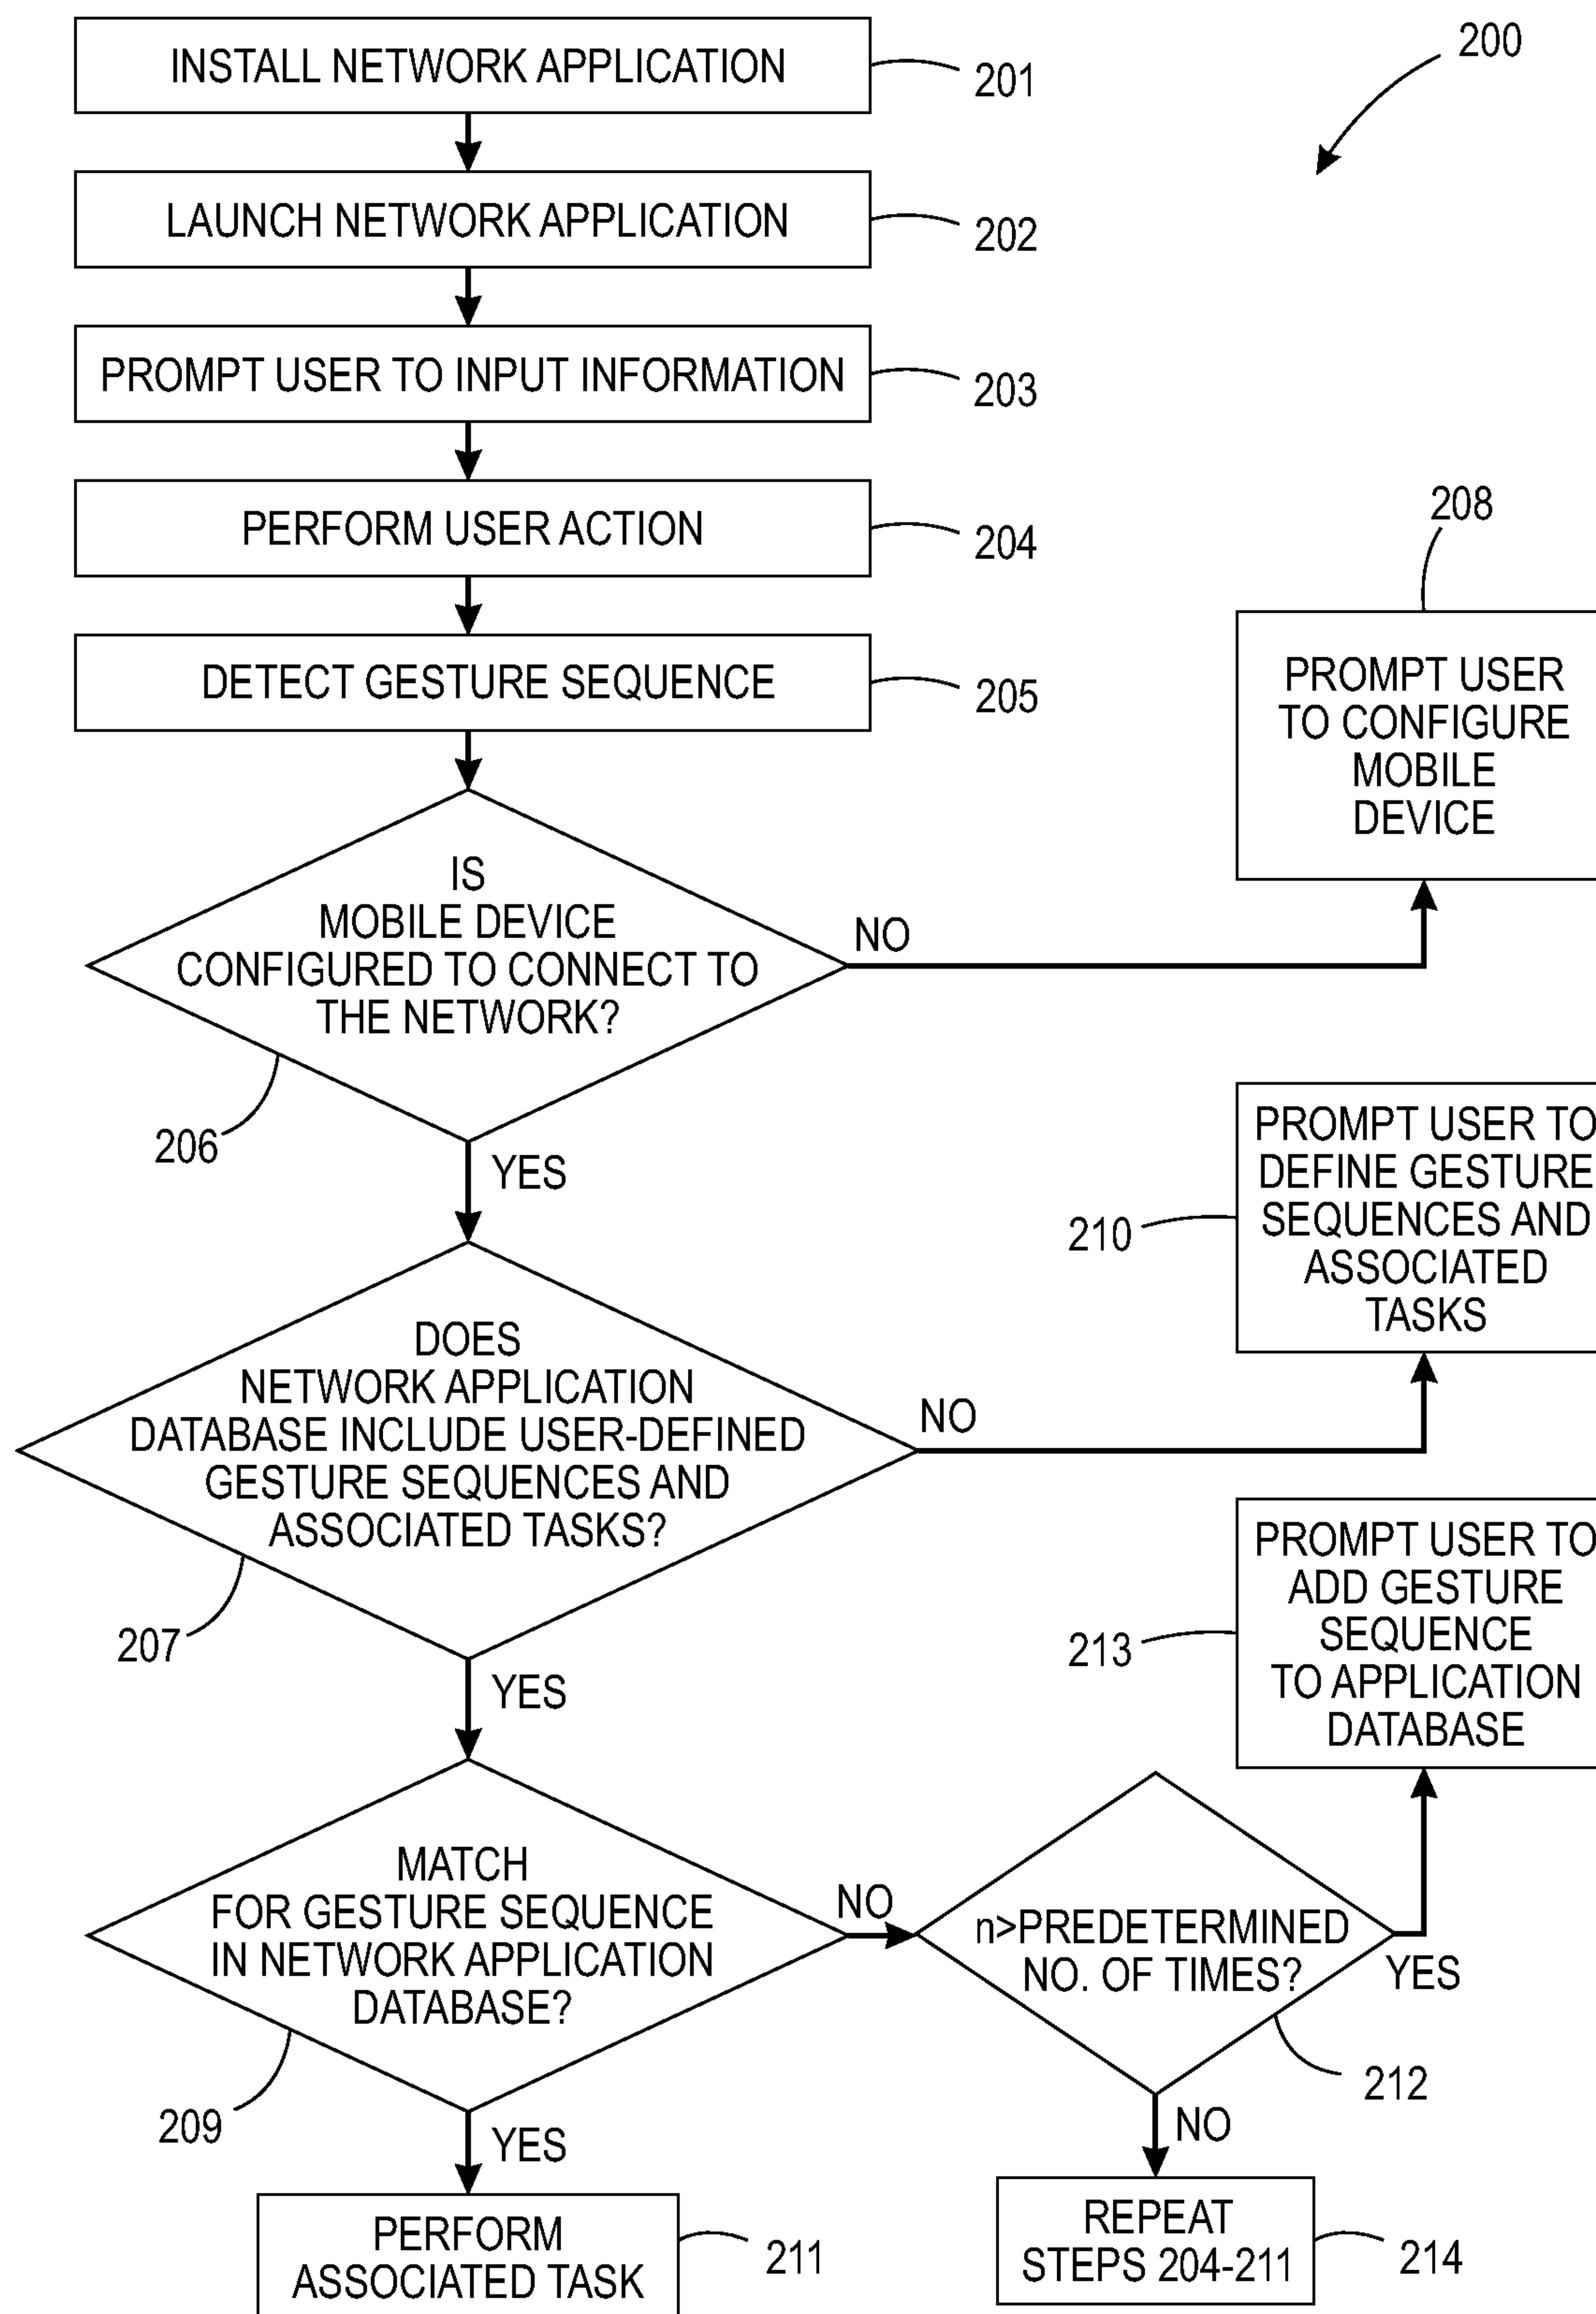 200
INSTALL NETWORK APPLICATION
201
LAUNCH NETWORK APPLICATION
202
PROMPT USER TO INPUT INFORMATION
203
PERFORM USER ACTION
204
DETECT GESTURE SEQUENCE
205
IS
MOBILE DEVICE
CONFIGURED TO CONNECT TO
THE NETWORK?
206
NO
208
PROMPT USER
TO CONFIGURE
MOBILE
DEVICE
YES
DOES
NETWORK APPLICATION
DATABASE INCLUDE USER-DEFINED
GESTURE SEQUENCES AND
ASSOCIATED TASKS?
207
NO
210
PROMPT USER TO
DEFINE GESTURE
SEQUENCES AND
ASSOCIATED
TASKS
YES
MATCH
FOR GESTURE SEQUENCE
IN NETWORK APPLICATION
DATABASE?
209
NO
n>PREDETERMINED
NO. OF TIMES?
212
YES
213
PROMPT USER TO
ADD GESTURE
SEQUENCE
TO APPLICATION
DATABASE
YES
PERFORM
ASSOCIATED TASK
211
NO
REPEAT
STEPS 204-211
214